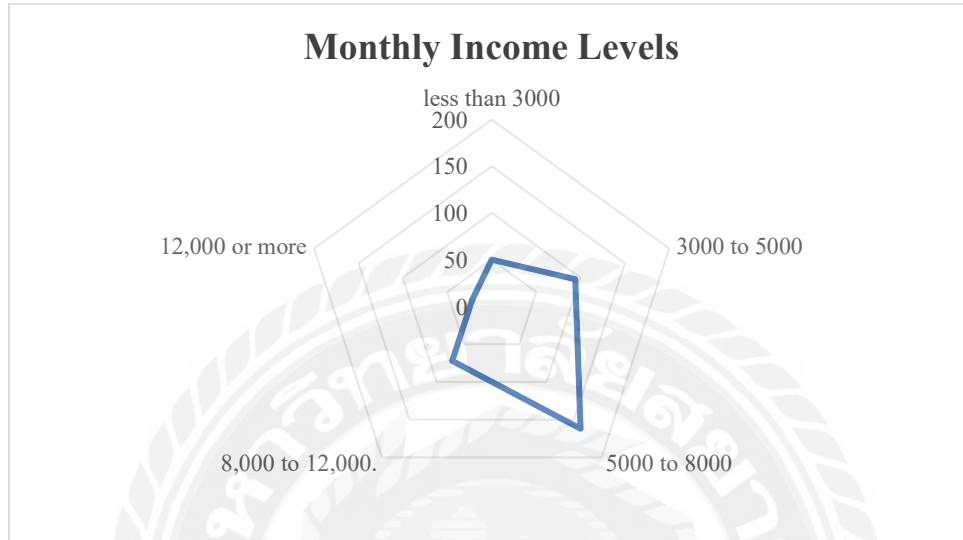 Monthly Income Levels
less than 3000
200
150
100
50
0
3000 to 5000
5000 to 8000
8,000 to 12,000.
12,000 or more